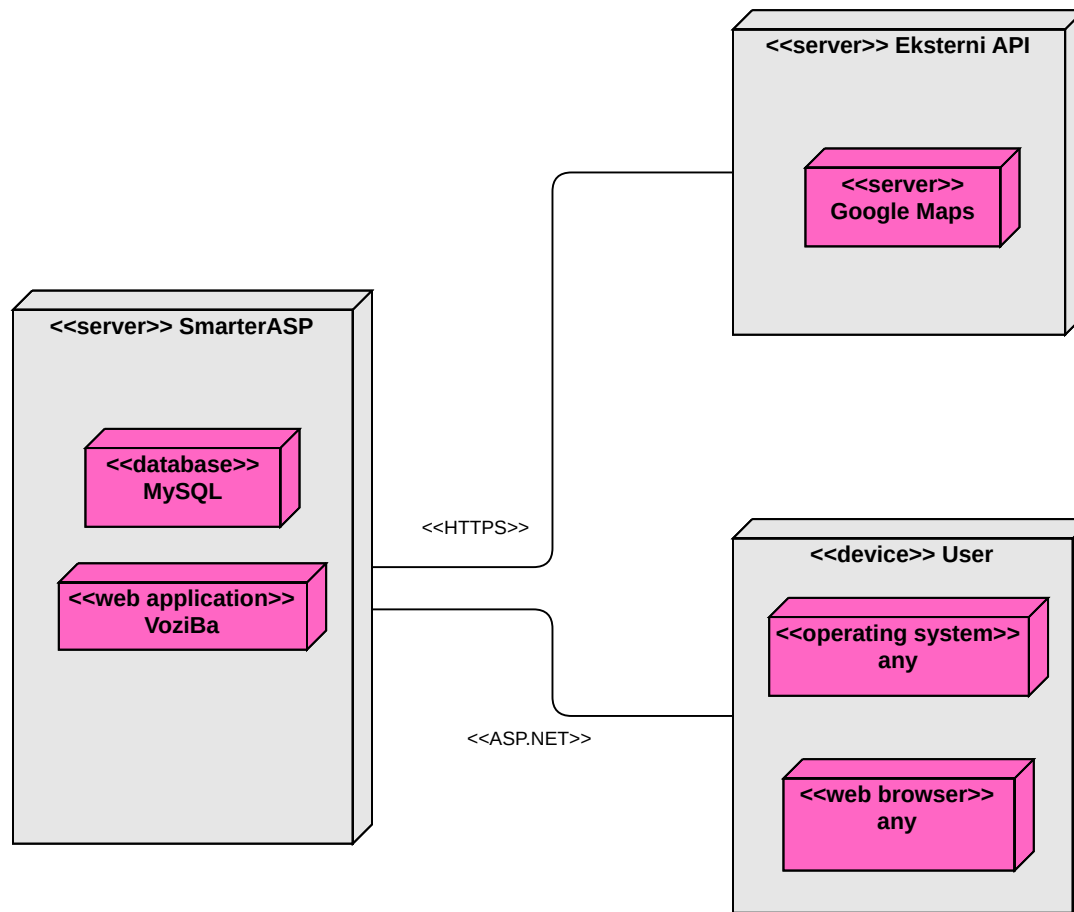 <<server>> Eksterni API
<<server>>
Google Maps
<<server>> SmarterASP
<<database>>
MySQL
<<web application>>
VoziBa
<<HTTPS>>
<<ASP.NET>>
<<device>> User
<<operating system>>
any
<<web browser>>
any